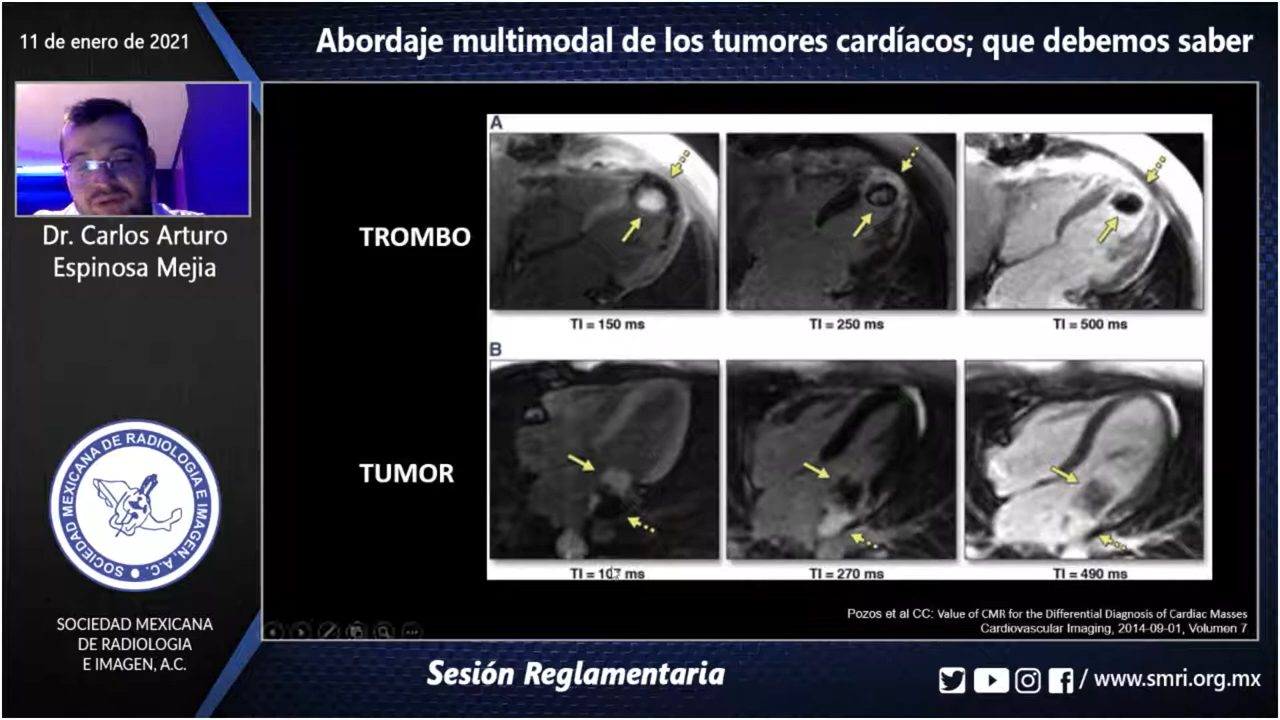 11 de enero de 2021
Abordaje multimodal de los tumores cardíacos; que debemos saber
Dr. Carlos Arturo
Espinosa Mejia
A
TROMBO
TI = 150 ms
TI = 250 ms
TI = 500 ms
B
TUMOR
TI = 107 ms
TI = 270 ms
TI = 490 ms
Pozos et al CC: Value of CMR for the Differential Diagnosis of Cardiac Masses
Cardiovascular Imaging, 2014-09-01, Volumen 7
SOCIEDAD MEXICANA DE RADIOLOGIA E IMAGEN, A.C.
SOCIEDAD MEXICANA
DE RADIOLOGIA
E IMAGEN, A.C.
Sesión Reglamentaria
/ www.smri.org.mx